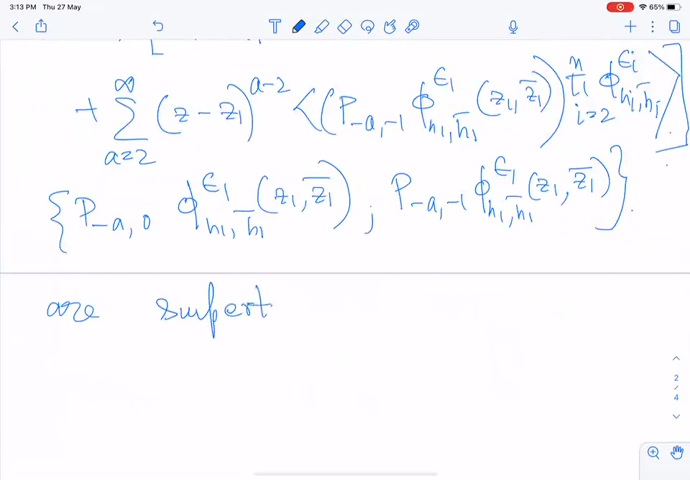 3:13 PM Thu 27 May
65%
+ ∑_{a=2}^{∞} (z - z₁)^{a-2} <(P_{-a,-1} ϕ^{ϵ₁}_{h₁,h̄₁}(z₁, z̄₁)) ∏_{i=2}^{n} ϕ^{ϵi}_{hi,h̄i}>]
{P_{-a,0} ϕ^{ϵ₁}_{h₁,h̄₁}(z₁, z̄₁) ; P_{-a,-1} ϕ^{ϵ₁}_{h₁,h̄₁}(z₁, z̄₁)}.
are supert
2
/
4